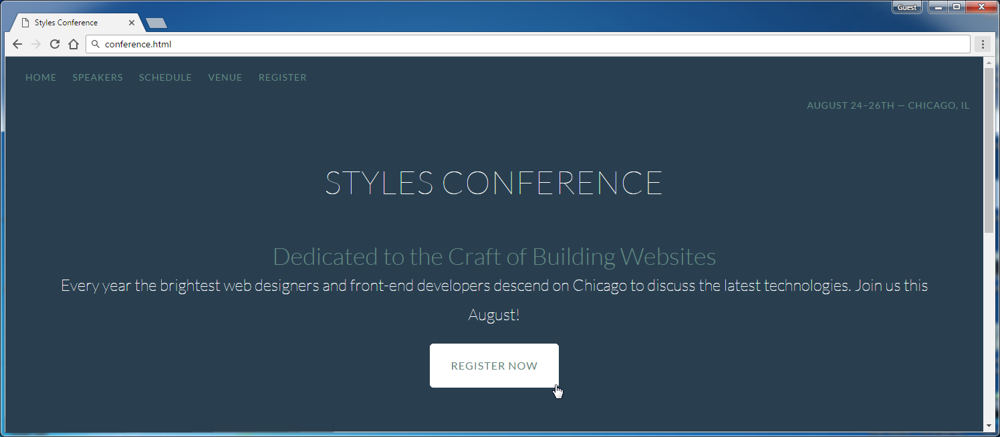 Guest
Styles Conference
conference.html
HOME SPEAKERS SCHEDULE VENUE REGISTER
AUGUST 24–26TH — CHICAGO, IL
STYLES CONFERENCE
Dedicated to the Craft of Building Websites
Every year the brightest web designers and front-end developers descend on Chicago to discuss the latest technologies. Join us this
August!
REGISTER NOW